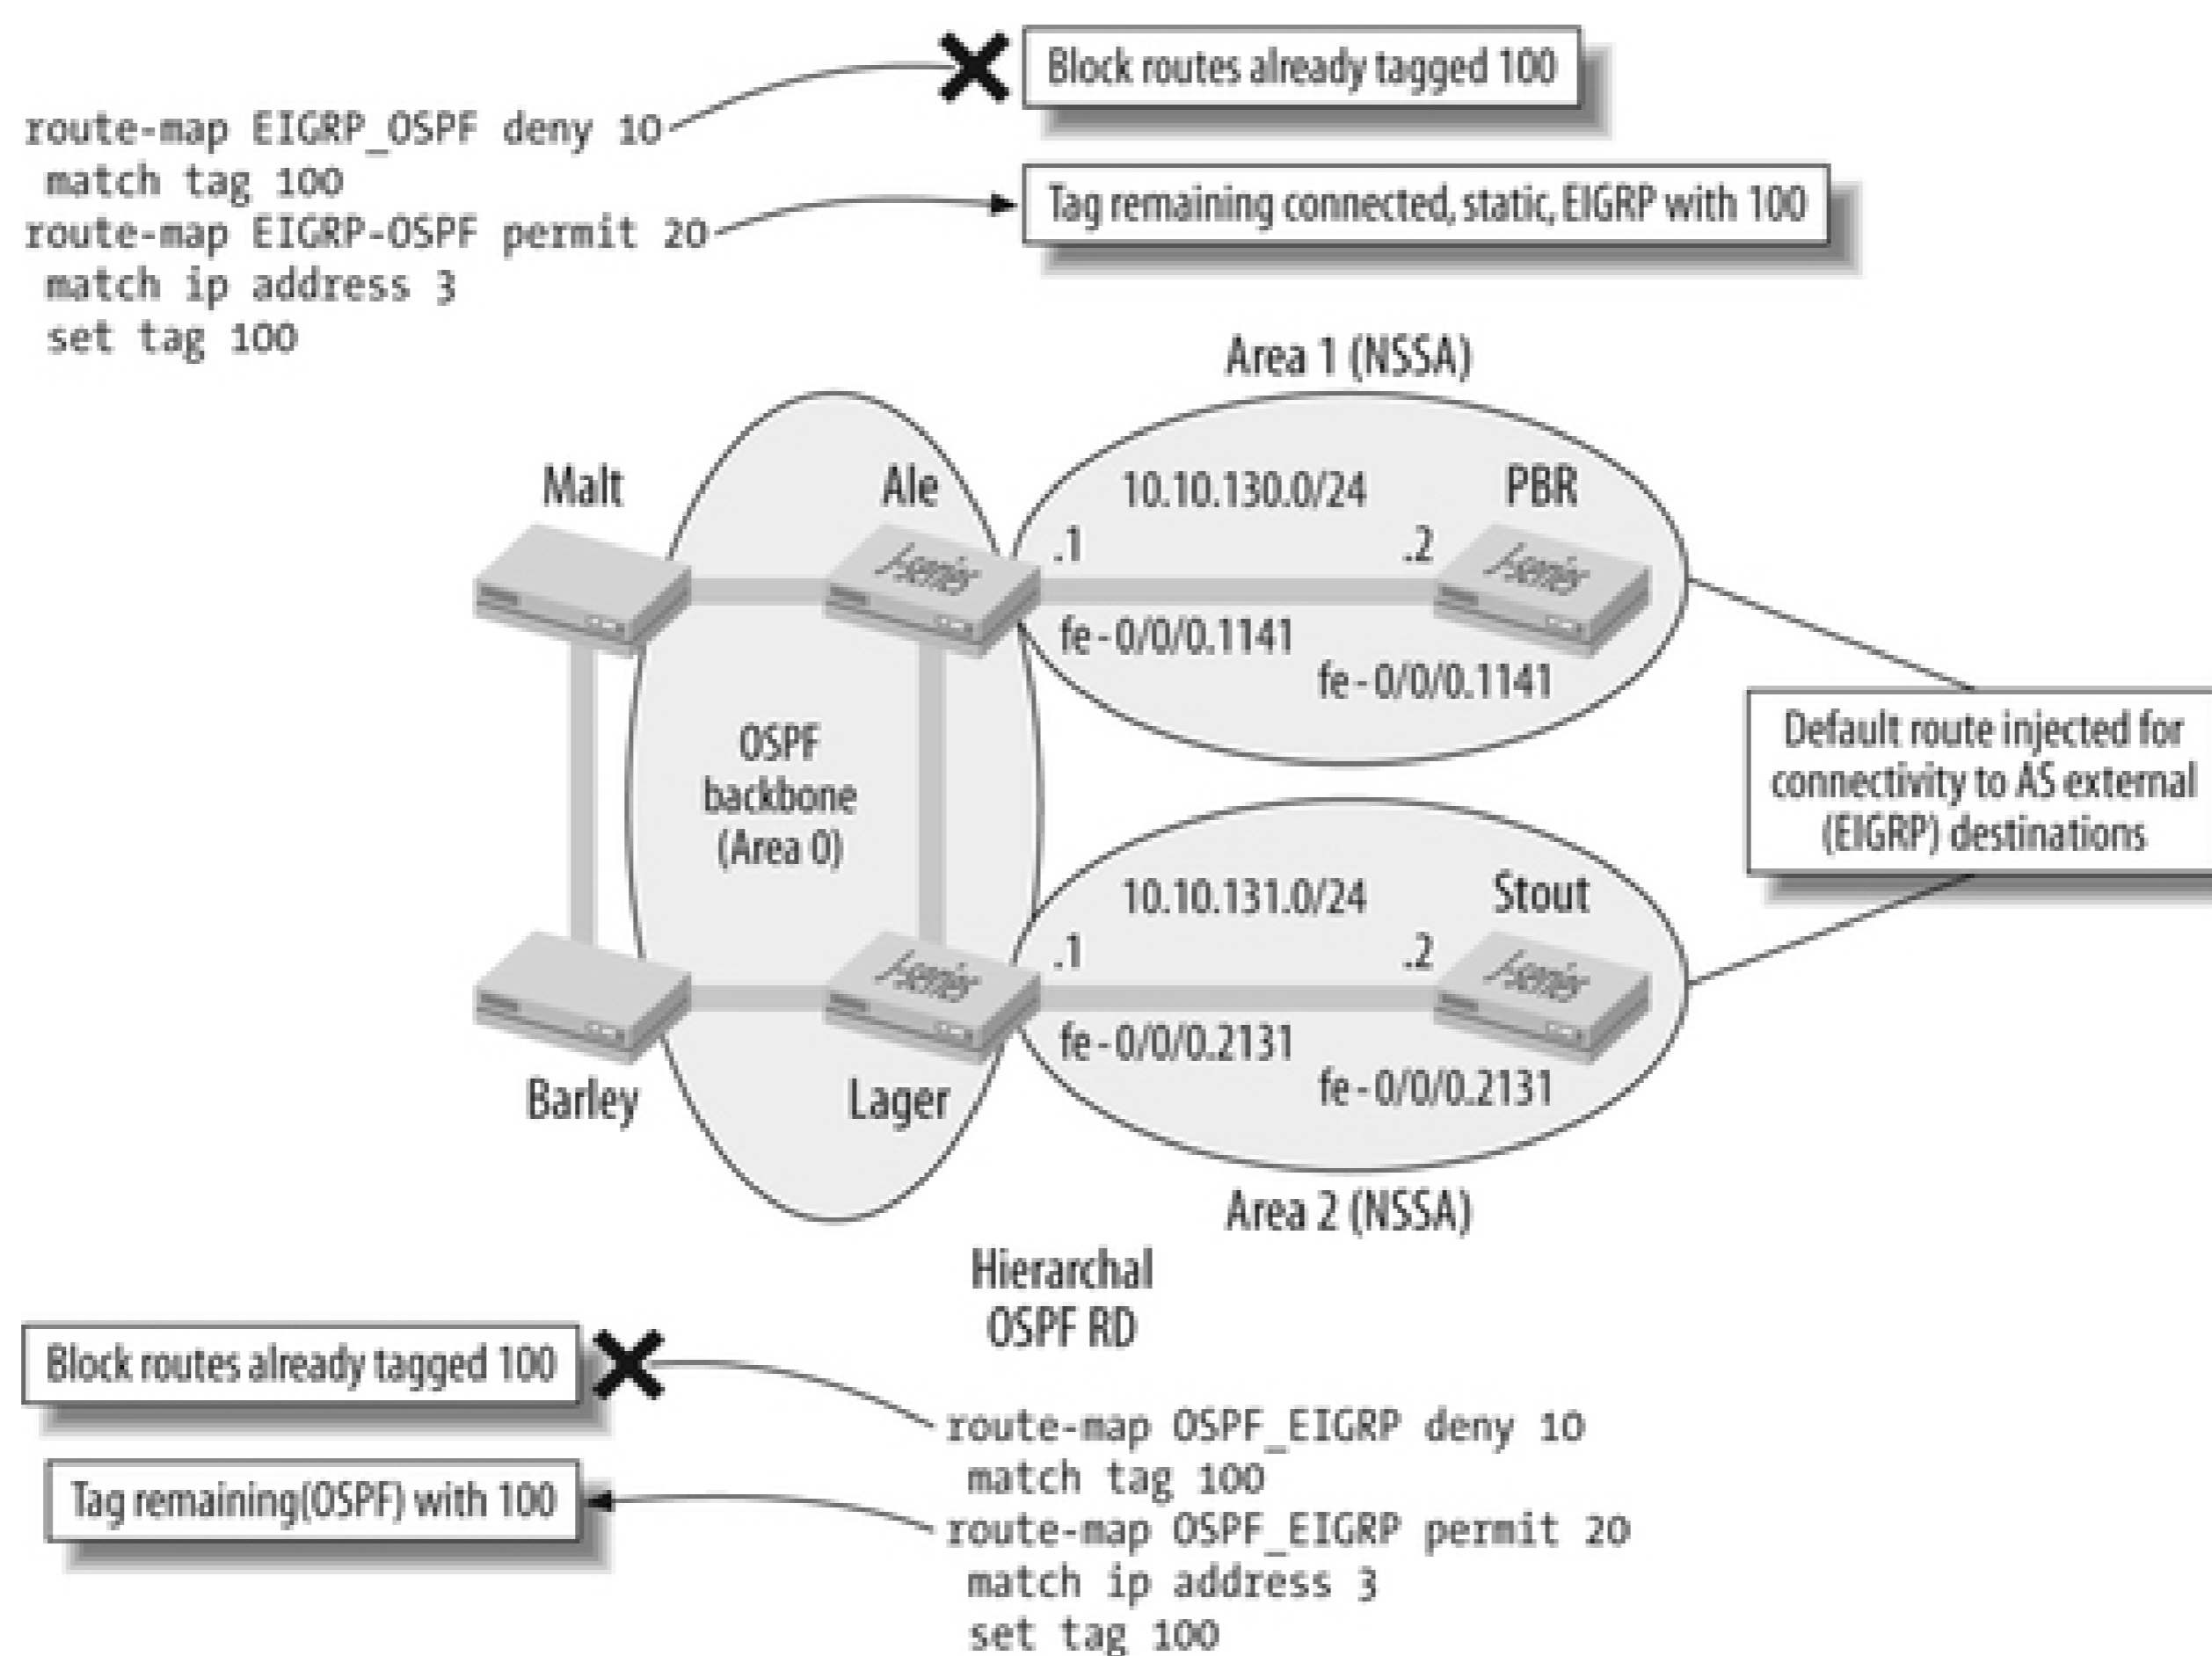 Block routes already tagged 100
route-map EIGRP_OSPF deny 10
match tag 100
route-map EIGRP-OSPF permit 20
match ip address 3
set tag 100
Tag remaining connected, static, EIGRP with 100
Area 1 (NSSA)
Malt
Ale
10.10.130.0/24
PBR
.1
.2
J-series
J-series
fe-0/0/0.1141
fe-0/0/0.1141
OSPF
backbone
(Area 0)
Default route injected for
connectivity to AS external
(EIGRP) destinations
10.10.131.0/24
Stout
.1
.2
J-series
J-series
fe-0/0/0.2131
fe-0/0/0.2131
Barley
Lager
Area 2 (NSSA)
Hierarchal
OSPF RD
Block routes already tagged 100
Tag remaining(OSPF) with 100
route-map OSPF_EIGRP deny 10
match tag 100
route-map OSPF_EIGRP permit 20
match ip address 3
set tag 100